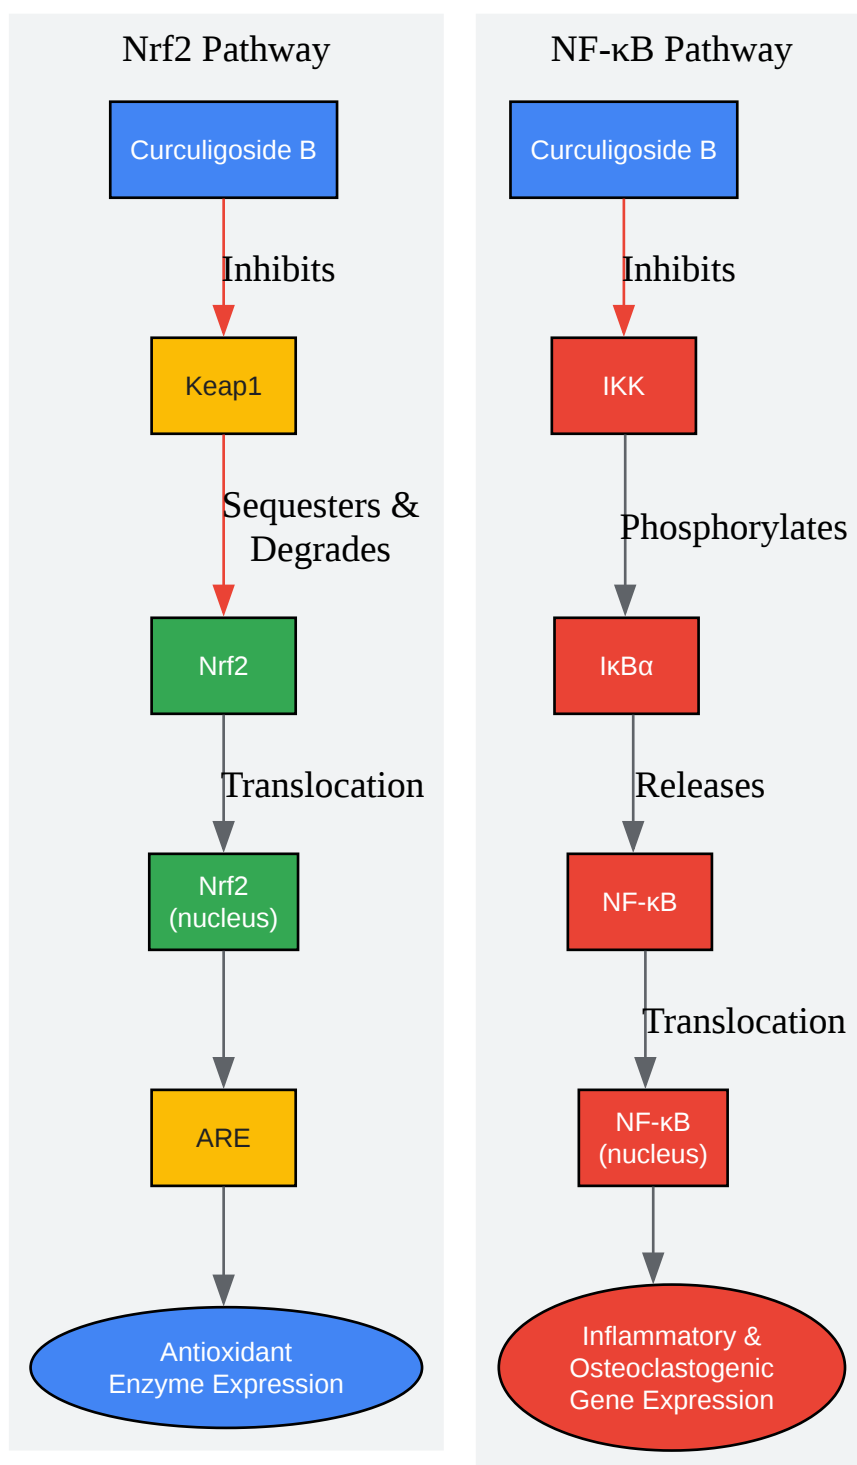 Nrf2 Pathway
Curculigoside B
Inhibits
Keap1
Sequesters &
Degrades
Nrf2
Translocation
Nrf2
(nucleus)
ARE
Antioxidant
Enzyme Expression
NF-κB Pathway
Curculigoside B
Inhibits
IKK
Phosphorylates
IκBα
Releases
NF-κB
Translocation
NF-κB
(nucleus)
Inflammatory &
Osteoclastogenic
Gene Expression